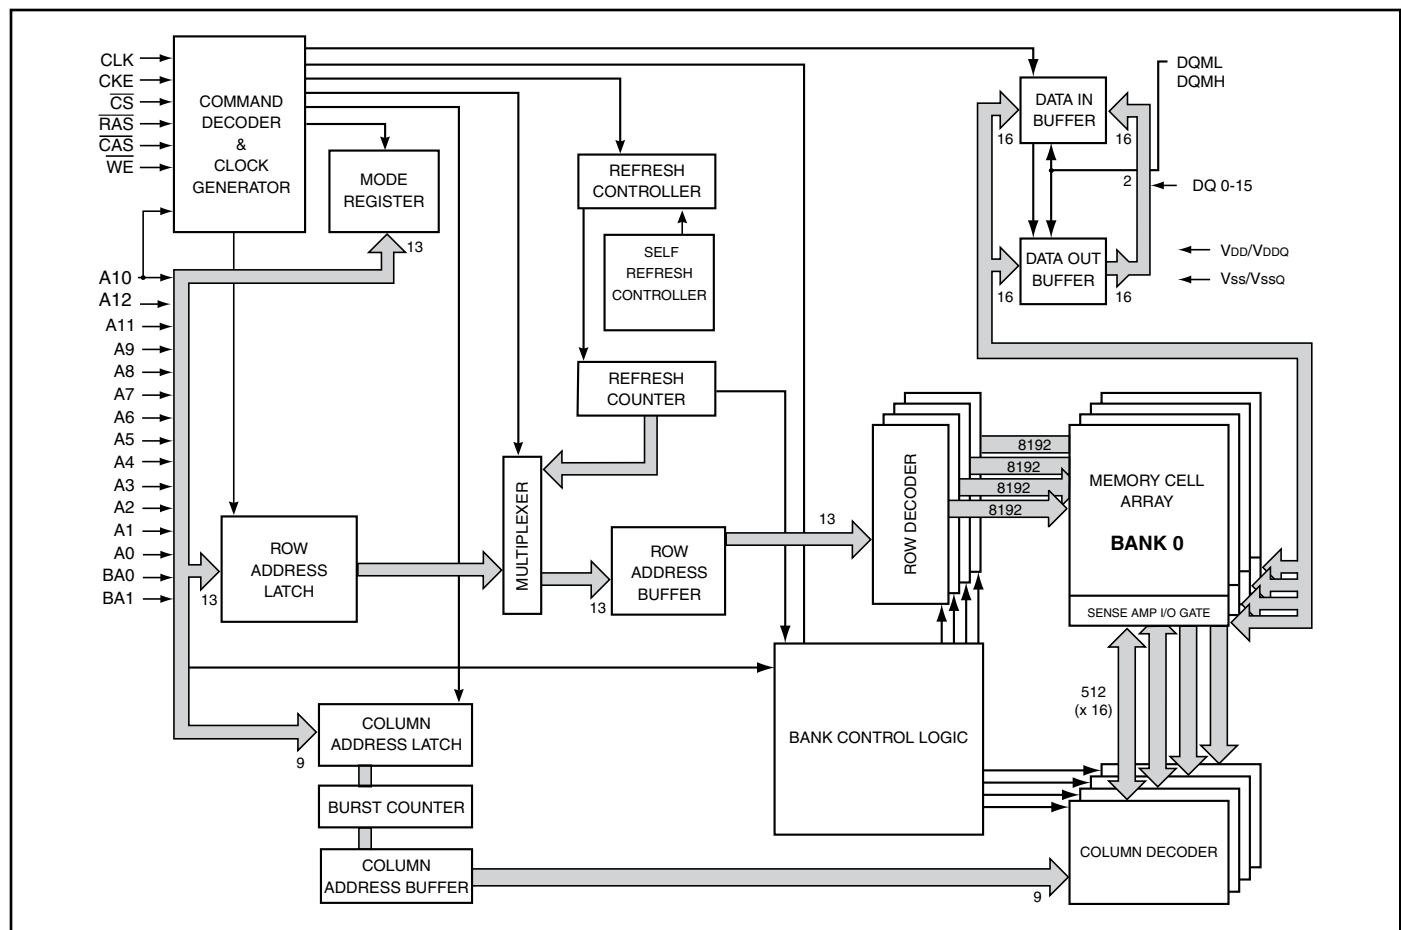 CLK
CKE
CS
RAS
CAS
WE
COMMAND
DECODER
&
CLOCK
GENERATOR
MODE
REGISTER
13
REFRESH
CONTROLLER
SELF
REFRESH
CONTROLLER
REFRESH
COUNTER
DATA IN
BUFFER
16
16
DQML
DQMH
2
DQ 0-15
DATA OUT
BUFFER
16
16
VDD/VDDQ
VSS/VSSQ
A10
A12
A11
A9
A8
A7
A6
A5
A4
A3
A2
A1
A0
BA0
BA1
13
ROW
ADDRESS
LATCH
MULTIPLEXER
13
ROW
ADDRESS
BUFFER
13
ROW DECODER
8192
8192
8192
8192
MEMORY CELL
ARRAY
BANK 0
SENSE AMP I/O GATE
512
(x 16)
BANK CONTROL LOGIC
9
COLUMN
ADDRESS LATCH
BURST COUNTER
COLUMN
ADDRESS BUFFER
9
COLUMN DECODER